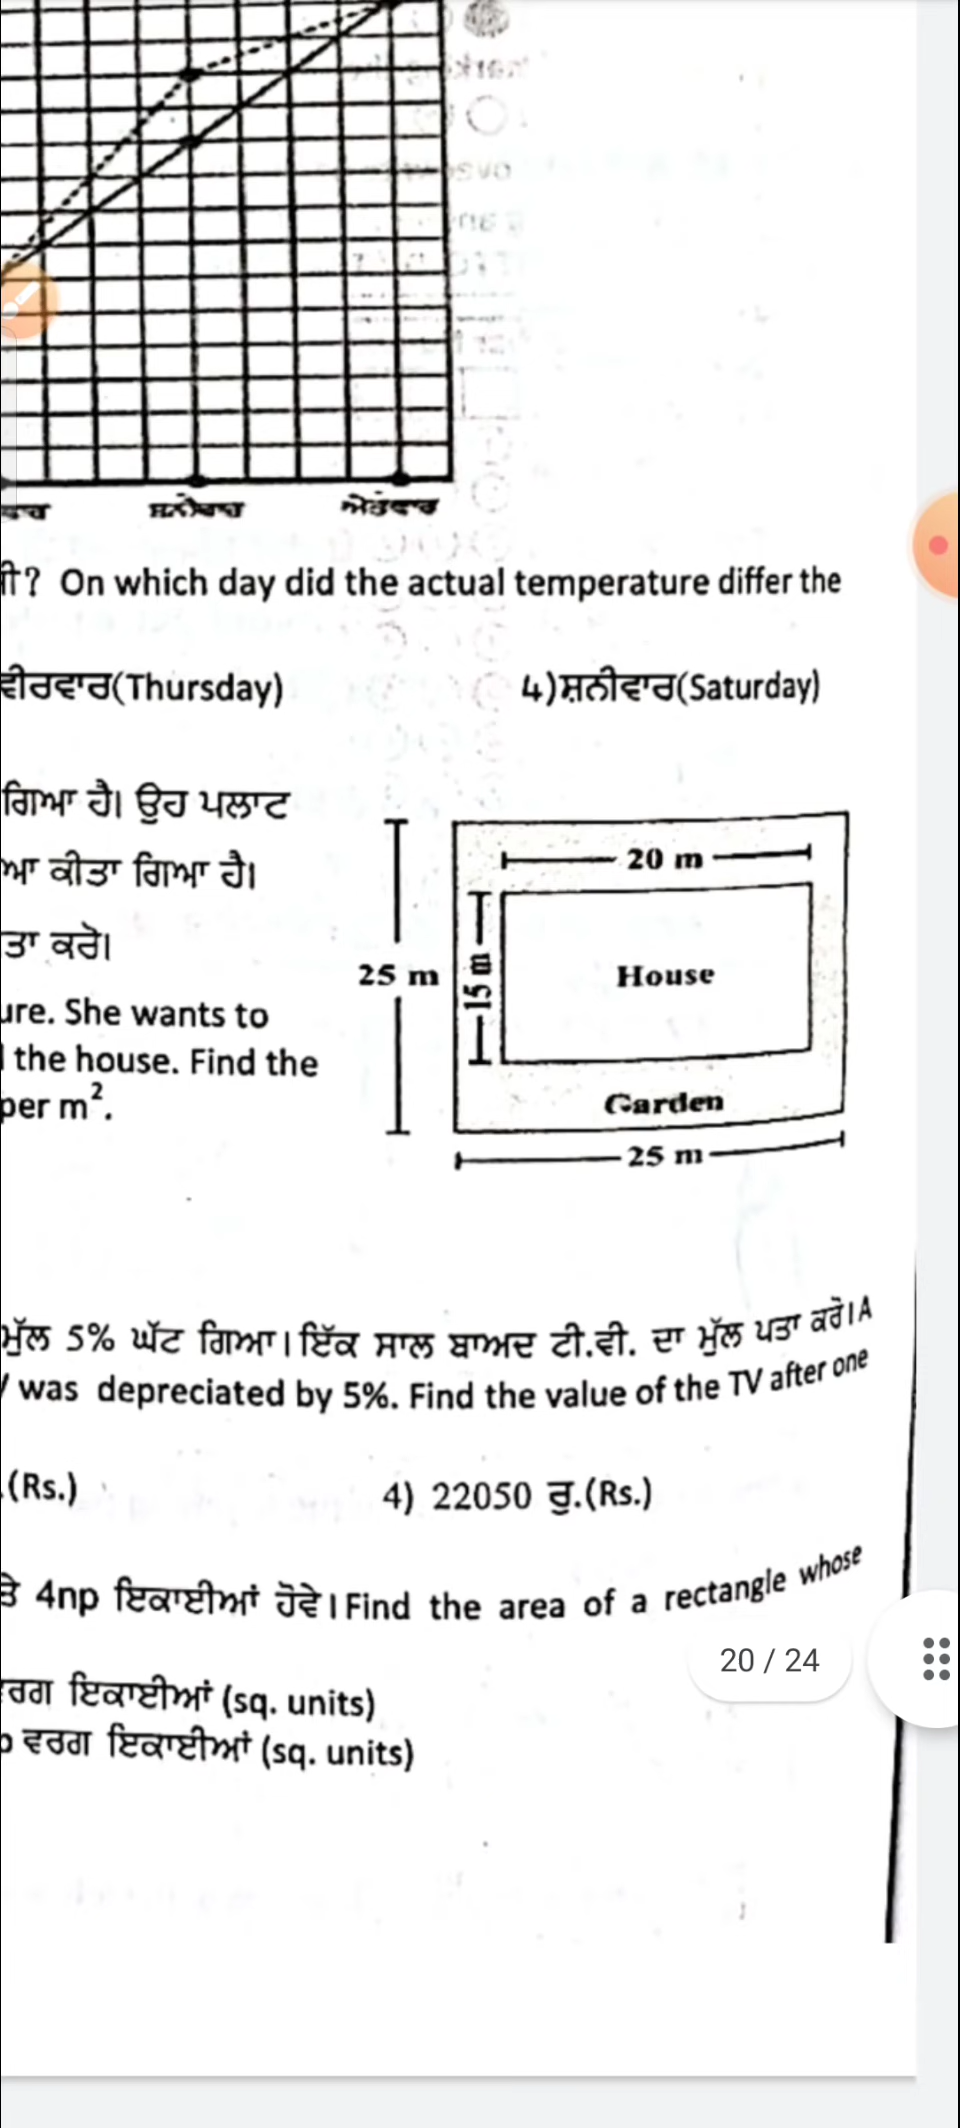 ਸ਼ਨੀਵਾਰ ਐਤਵਾਰ
On which day did the actual temperature differ the
ਵੀਰਵਾਰ(Thursday) 4)ਸ਼ਨੀਵਾਰ(Saturday)
ਗਿਆ ਹੈ। ਉਹ ਪਲਾਟ
ਆ ਕੀਤਾ ਗਿਆ ਹੈ।
ਤਾ ਕਰੋ।
ure. She wants to
the house. Find the
per m².
20 m
25 m
15 m
House
Garden
25 m
ਮੁੱਲ 5% ਘੱਟ ਗਿਆ। ਇੱਕ ਸਾਲ ਬਾਅਦ ਟੀ.ਵੀ. ਦਾ ਮੁੱਲ ਪਤਾ ਕਰੋ।A
was depreciated by 5%. Find the value of the TV after one
(Rs.) 4) 22050 ਰੁ.(Rs.)
ਤੇ 4np ਇਕਾਈਆਂ ਹੋਵੇ।Find the area of a rectangle whose
20 / 24
ਵਰਗ ਇਕਾਈਆਂ (sq. units)
ਵਰਗ ਇਕਾਈਆਂ (sq. units)